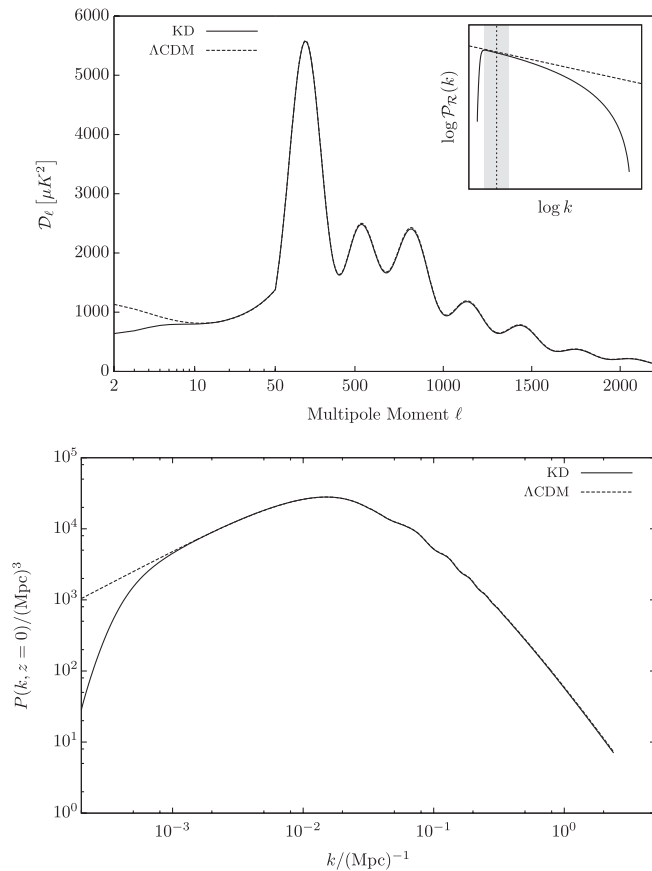 6000
5000
4000
3000
2000
1000
0
𝒟ℓ [μK²]
KD
ΛCDM
log 𝒫_ℛ(k)
log k
2 10 50 500 1000 1500 2000
Multipole Moment ℓ
10⁵
10⁴
10³
10²
10¹
10⁰
P(k, z = 0)/(Mpc)³
KD
ΛCDM
10⁻³ 10⁻² 10⁻¹ 10⁰
k/(Mpc)⁻¹